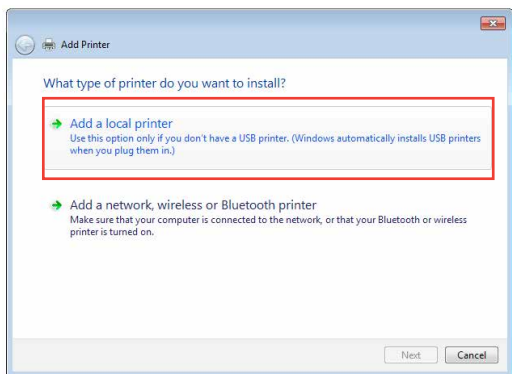 Add Printer
What type of printer do you want to install?
Add a local printer
Use this option only if you don't have a USB printer. (Windows automatically installs USB printers
when you plug them in.)
Add a network, wireless or Bluetooth printer
Make sure that your computer is connected to the network, or that your Bluetooth or wireless
printer is turned on.
Next Cancel